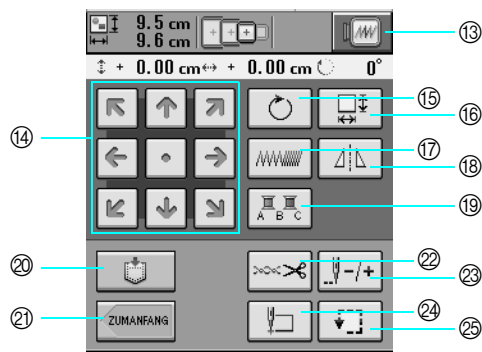 9.5 cm
9.6 cm
⑬
+ 0.00 cm + 0.00 cm 0°
⑭
⑮
⑯
⑰
⑱
A B C
⑲
⑳
㉒
-/+
㉓
㉑
ZUMANFANG
㉔
㉕